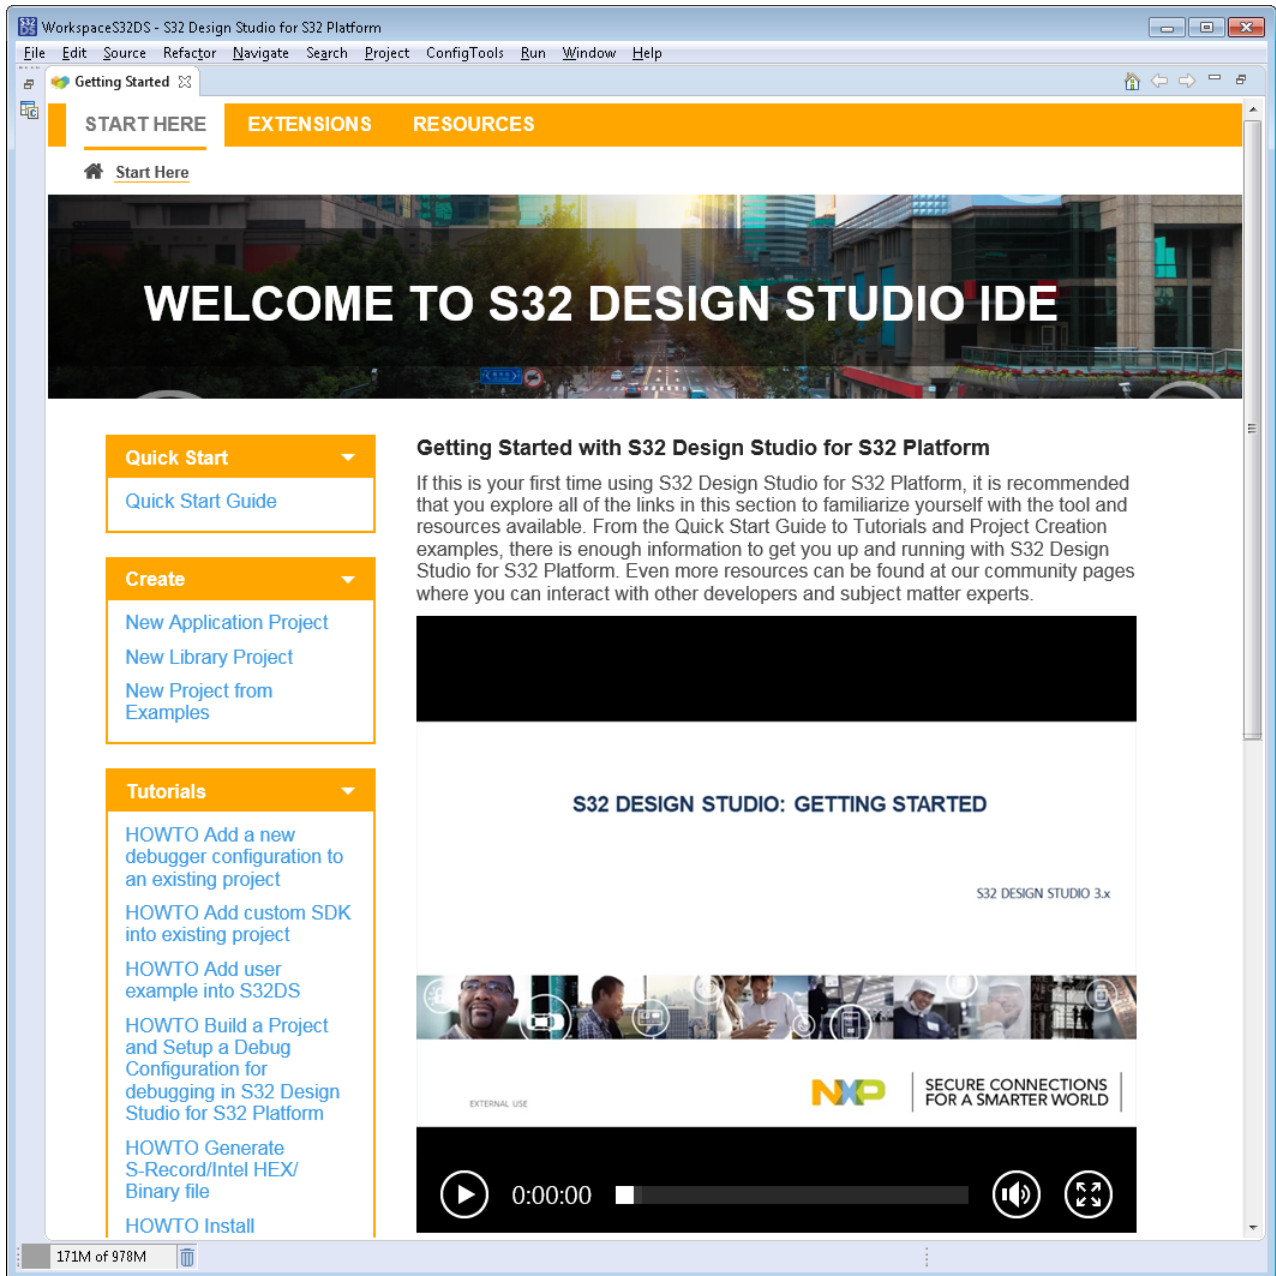 WorkspaceS32DS - S32 Design Studio for S32 Platform
File Edit Source Refactor Navigate Search Project ConfigTools Run Window Help
Getting Started
START HERE EXTENSIONS RESOURCES
Start Here
WELCOME TO S32 DESIGN STUDIO IDE
Quick Start
Quick Start Guide
Create
New Application Project
New Library Project
New Project from
Examples
Tutorials
HOWTO Add a new
debugger configuration to
an existing project
HOWTO Add custom SDK
into existing project
HOWTO Add user
example into S32DS
HOWTO Build a Project
and Setup a Debug
Configuration for
debugging in S32 Design
Studio for S32 Platform
HOWTO Generate
S-Record/Intel HEX/
Binary file
HOWTO Install
Getting Started with S32 Design Studio for S32 Platform
If this is your first time using S32 Design Studio for S32 Platform, it is recommended
that you explore all of the links in this section to familiarize yourself with the tool and
resources available. From the Quick Start Guide to Tutorials and Project Creation
examples, there is enough information to get you up and running with S32 Design
Studio for S32 Platform. Even more resources can be found at our community pages
where you can interact with other developers and subject matter experts.
S32 DESIGN STUDIO: GETTING STARTED
S32 DESIGN STUDIO 3.x
EXTERNAL USE
NXP
SECURE CONNECTIONS
FOR A SMARTER WORLD
0:00:00
171M of 978M